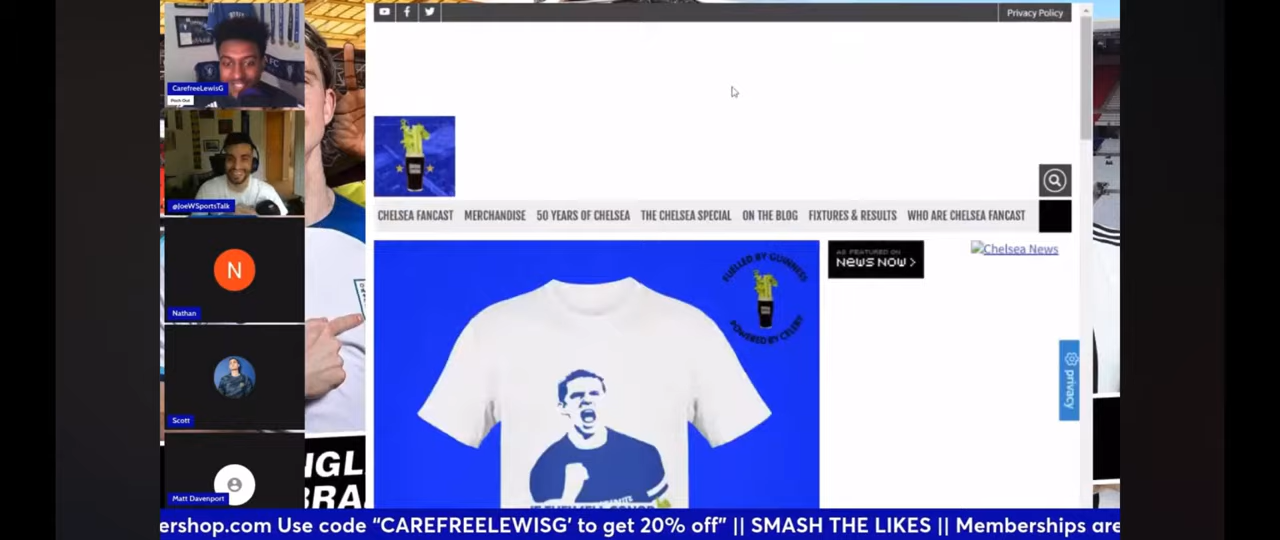 Privacy Policy
CarefreeLewisG
Pitch Out
@JoeWSportsTalk
N
Nathan
Scott
Matt Davenport
CHELSEA FANCAST MERCHANDISE 50 YEARS OF CHELSEA THE CHELSEA SPECIAL ON THE BLOG FIXTURES & RESULTS WHO ARE CHELSEA FANCAST
FUELLED BY GUINNESS
POWERED BY CELERY
AS FEATURED ON
NEWS NOW >
Chelsea News
privacy
ershop.com Use code "CAREFREELEWISG' to get 20% off" || SMASH THE LIKES || Memberships are